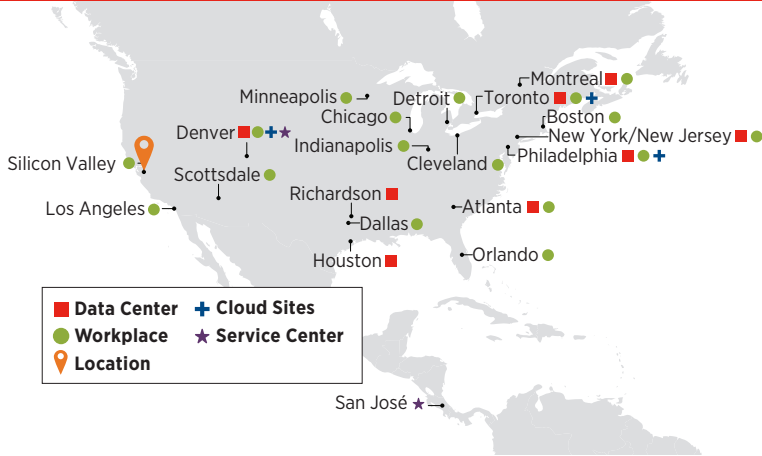 Montreal
Minneapolis
Detroit
Toronto
Chicago
Boston
Denver
New York/New Jersey
Indianapolis
Philadelphia
Silicon Valley
Cleveland
Scottsdale
Richardson
Los Angeles
Atlanta
Dallas
Houston
Orlando
Data Center
Cloud Sites
Workplace
Service Center
Location
San José